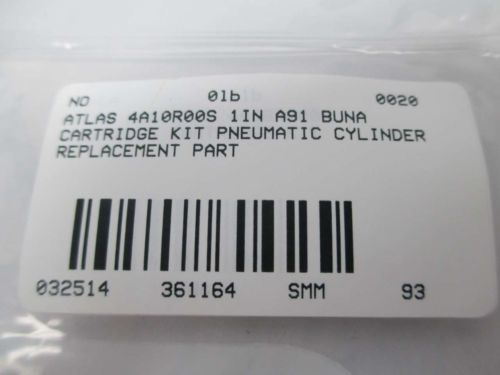 NO 01b 0020
ATLAS 4A10R00S 1IN A91 BUNA
CARTRIDGE KIT PNEUMATIC CYLINDER
REPLACEMENT PART
032514 361164 SMM 93